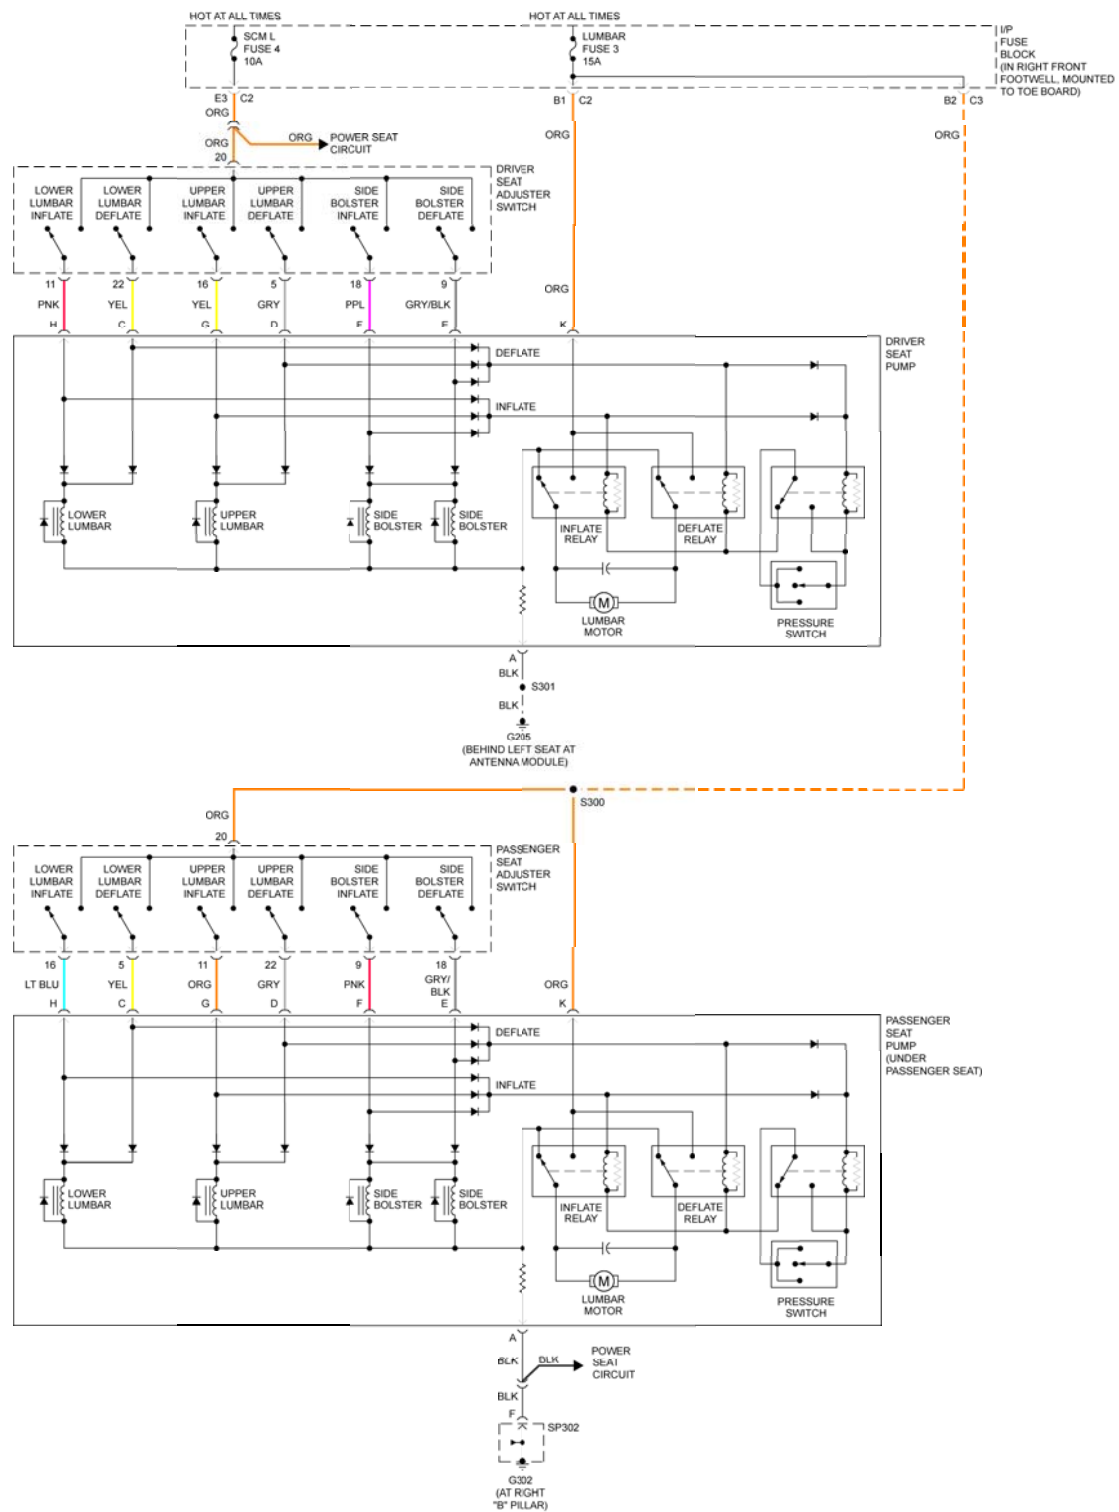 HOT AT ALL TIMES
HOT AT ALL TIMES
SCM L
FUSE 4
10A
LUMBAR
FUSE 3
15A
I/P
FUSE
BLOCK
(IN RIGHT FRONT
FOOTWELL, MOUNTED
TO TOE BOARD)
E3 C2
B1 C2
B2 C3
ORG
ORG
ORG
ORG
ORG
POWER SEAT
CIRCUIT
20
DRIVER
SEAT
ADJUSTER
SWITCH
LOWER
LUMBAR
INFLATE
LOWER
LUMBAR
DEFLATE
UPPER
LUMBAR
INFLATE
UPPER
LUMBAR
DEFLATE
SIDE
BOLSTER
INFLATE
SIDE
BOLSTER
DEFLATE
11 22 16 5 18 9
PNK YEL YEL GRY PPL GRY/BLK
ORG
H C G D F E K
DRIVER
SEAT
PUMP
DEFLATE
INFLATE
LOWER
LUMBAR
UPPER
LUMBAR
SIDE
BOLSTER
SIDE
BOLSTER
INFLATE
RELAY
DEFLATE
RELAY
M
LUMBAR
MOTOR
PRESSURE
SWITCH
A
BLK
S301
BLK
G205
(BEHIND LEFT SEAT AT
ANTENNA MODULE)
S300
ORG
20
PASSENGER
SEAT
ADJUSTER
SWITCH
LOWER
LUMBAR
INFLATE
LOWER
LUMBAR
DEFLATE
UPPER
LUMBAR
INFLATE
UPPER
LUMBAR
DEFLATE
SIDE
BOLSTER
INFLATE
SIDE
BOLSTER
DEFLATE
16 5 11 22 9 18
LT BLU YEL ORG GRY PNK GRY/
BLK
ORG
H C G D F E K
PASSENGER
SEAT
PUMP
(UNDER
PASSENGER SEAT)
DEFLATE
INFLATE
LOWER
LUMBAR
UPPER
LUMBAR
SIDE
BOLSTER
SIDE
BOLSTER
INFLATE
RELAY
DEFLATE
RELAY
M
LUMBAR
MOTOR
PRESSURE
SWITCH
A
BLK
BLK
POWER
SEAT
CIRCUIT
BLK
F
SP302
G302
(AT RIGHT
"B" PILLAR)